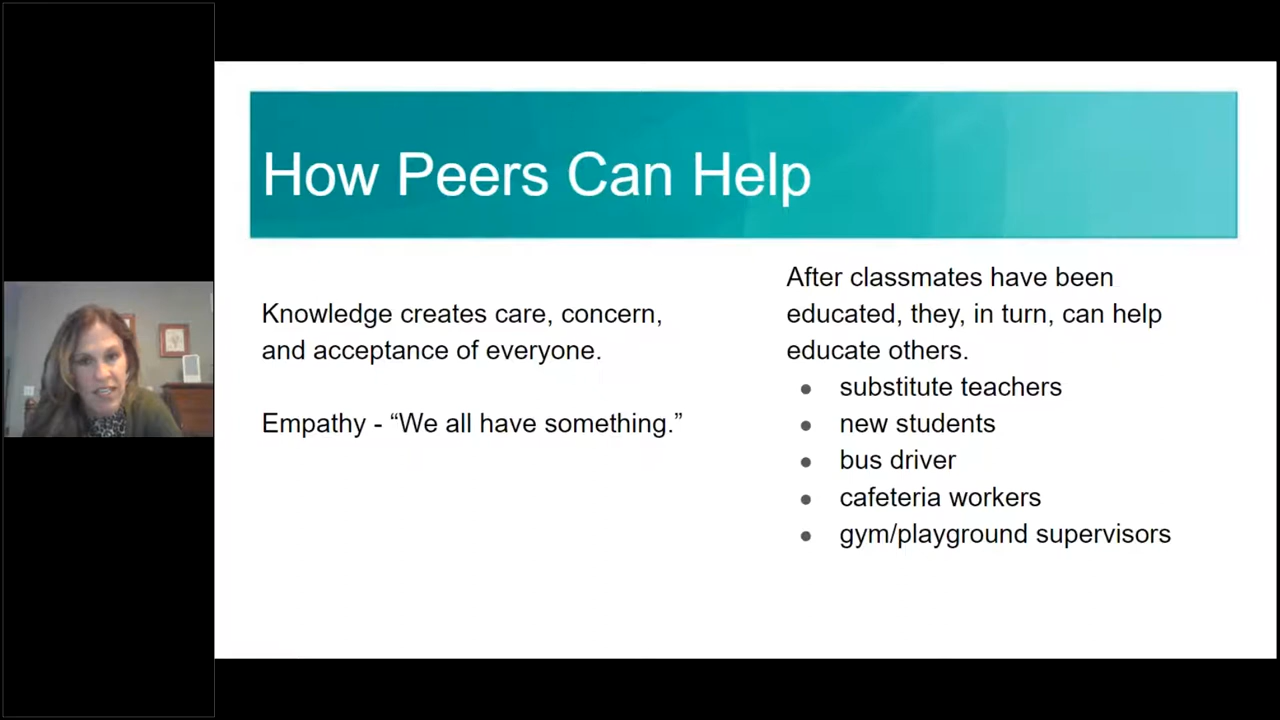 How Peers Can Help
Knowledge creates care, concern,
and acceptance of everyone.
Empathy - “We all have something.”
After classmates have been
educated, they, in turn, can help
educate others.
● substitute teachers
● new students
● bus driver
● cafeteria workers
● gym/playground supervisors